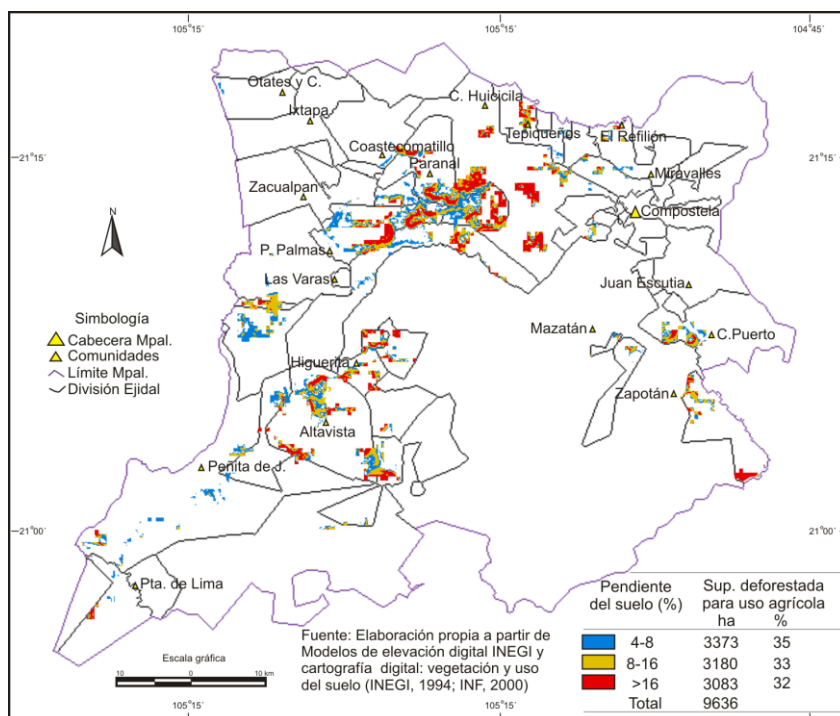 105°15´
105°15´
104°45´
Otates y C.
Ixtapa
C. Huicicila
Tepiquenos
El Refilión
Coastecomatillo
21°15´
21°15´
Paranal
Miravalles
Zacualpan
Compostela
N
P. Palmas
Las Varas
Juan Escutia
Simbología
Cabecera Mpal.
Comunidades
Límite Mpal.
División Ejidal
Mazatán
C.Puerto
Higuerita
Zapotán
Altavista
Peñita de J.
21°00´
21°00´
Pta. de Lima
Pendiente del suelo (%)
Sup. deforestada para uso agrícola
ha %
4-8 3373 35
8-16 3180 33
>16 3083 32
Total 9636
Fuente: Elaboración propia a partir de
Modelos de elevación digital INEGI y
cartografía digital: vegetación y uso
del suelo (INEGI, 1994; INF, 2000)
Escala gráfica
10 0 10 km
105°15´
105°15´